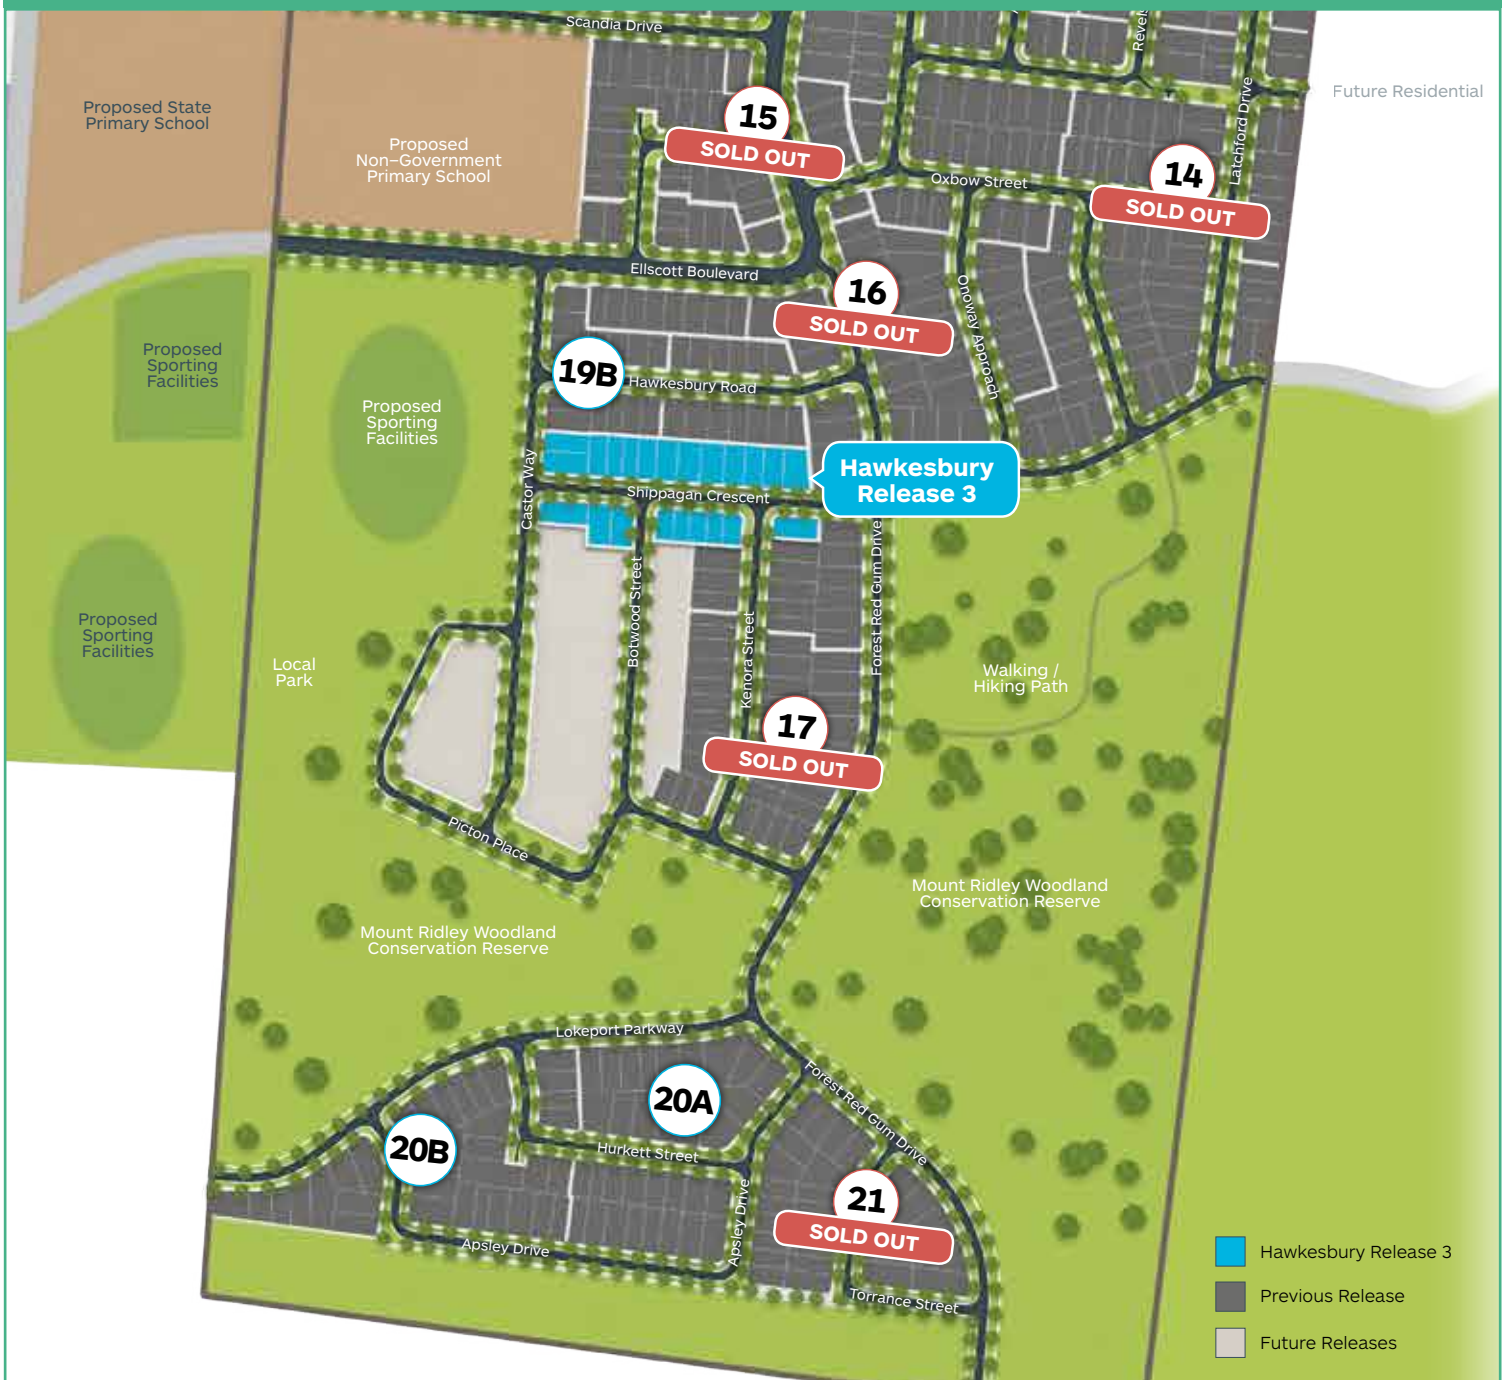 Scandia Drive
Revels
Future Residential
Proposed State
Primary School
Proposed
Non–Government
Primary School
15
SOLD OUT
Latchford Drive
Oxbow Street
14
SOLD OUT
Ellscott Boulevard
16
SOLD OUT
Onoway Approach
Proposed
Sporting
Facilities
19B
Hawkesbury Road
Proposed
Sporting
Facilities
Hawkesbury
Release 3
Castor Way
Shippagan Crescent
Forest Red Gum Drive
Botwood Street
Kenora Street
Proposed
Sporting
Facilities
Local
Park
Walking /
Hiking Path
17
SOLD OUT
Picton Place
Mount Ridley Woodland
Conservation Reserve
Mount Ridley Woodland
Conservation Reserve
Lokeport Parkway
20A
Forest Red Gum Drive
20B
Hurkett Street
Apsley Drive
21
SOLD OUT
Apsley Drive
Torrance Street
Hawkesbury Release 3
Previous Release
Future Releases